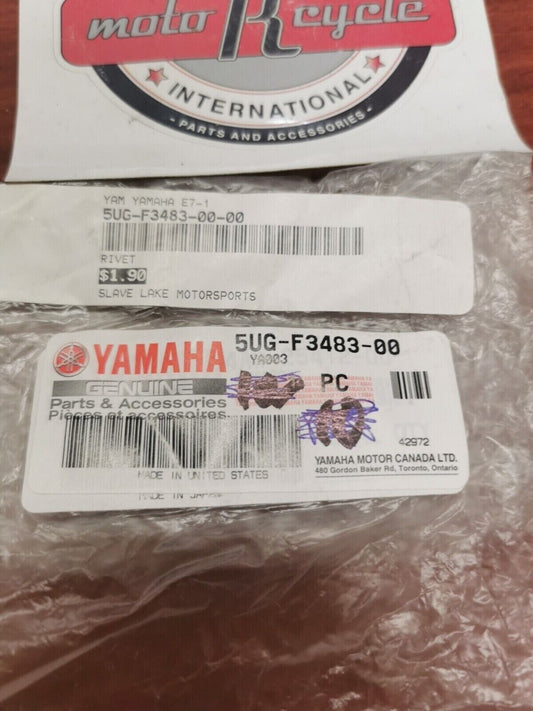 moto R cycle
INTERNATIONAL
- PARTS AND ACCESSORIES -
YAM YAMAHA E7-1
5UG-F3483-00-00
RIVET
$1.90
SLAVE LAKE MOTORSPORTS
YAMAHA
5UG-F3483-00
YA003
GENUINE
PC
Parts & Accessories
Pièces et accessoires
42972
MADE IN UNITED STATES
YAMAHA MOTOR CANADA LTD.
480 Gordon Baker Rd, Toronto, Ontario
MADE IN JAPAN